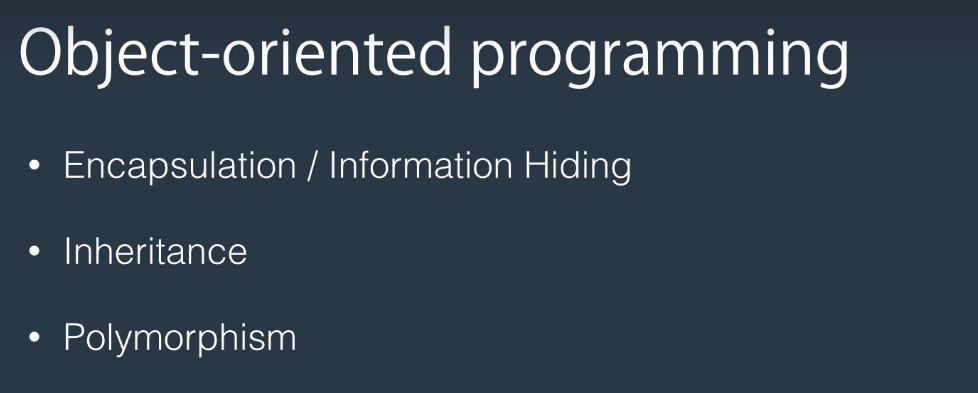 Object-oriented programming
• Encapsulation / Information Hiding
• Inheritance
• Polymorphism